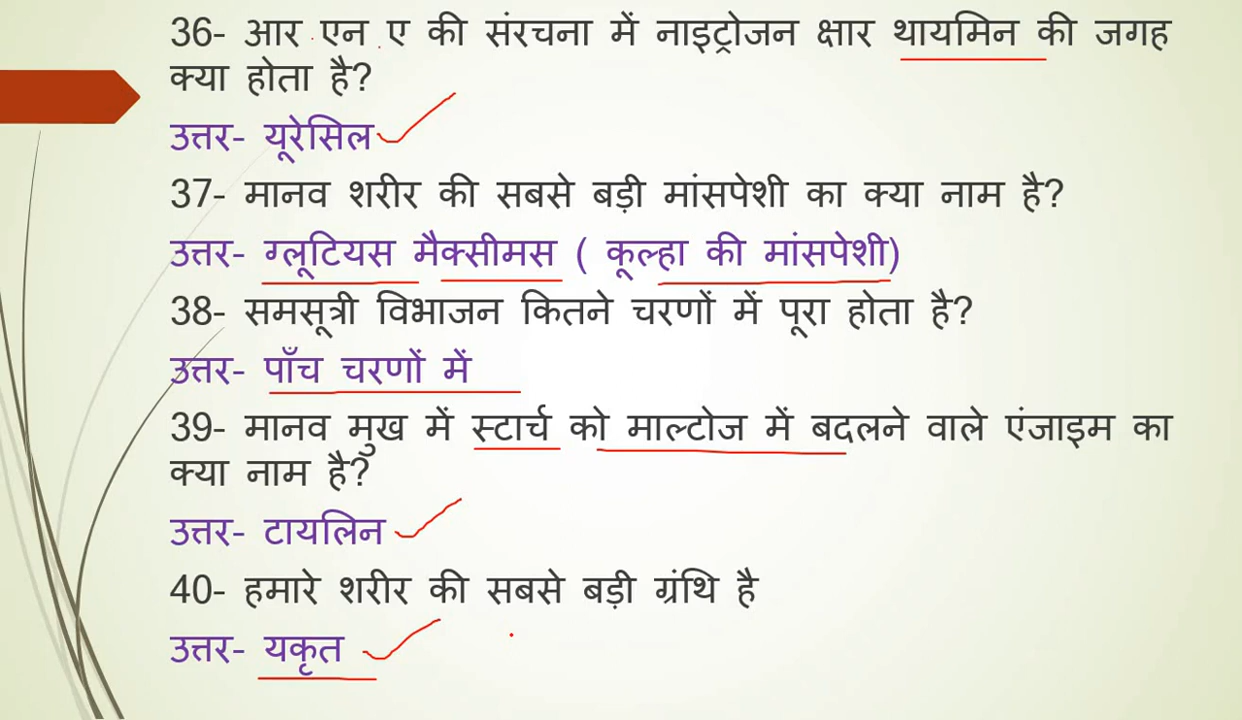 36- आर एन ए की संरचना में नाइट्रोजन क्षार थायमिन की जगह
क्या होता है?
उत्तर- यूरेसिल
37- मानव शरीर की सबसे बड़ी मांसपेशी का क्या नाम है?
उत्तर- ग्लूटियस मैक्सीमस ( कूल्हा की मांसपेशी)
38- समसूत्री विभाजन कितने चरणों में पूरा होता है?
उत्तर- पाँच चरणों में
39- मानव मुख में स्टार्च को माल्टोज में बदलने वाले एंजाइम का
क्या नाम है?
उत्तर- टायलिन
40- हमारे शरीर की सबसे बड़ी ग्रंथि है
उत्तर- यकृत